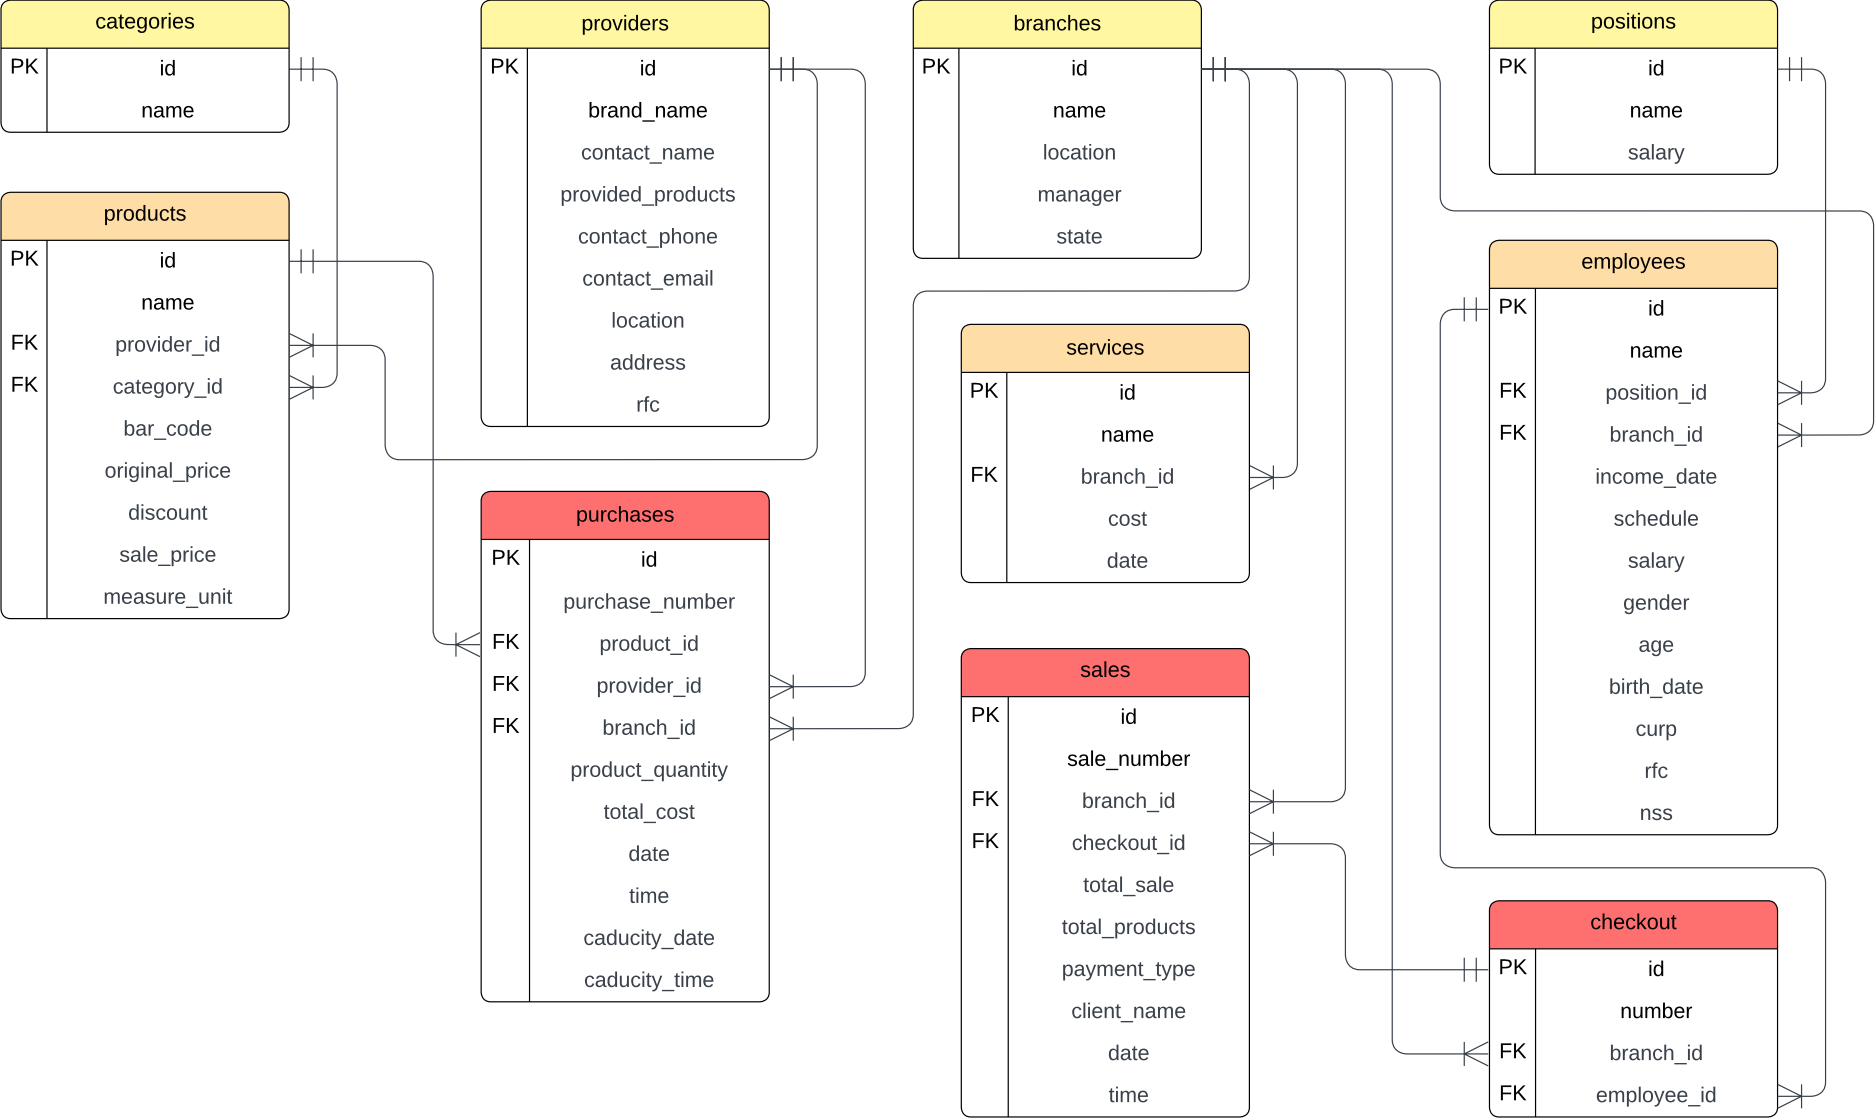 categories
PK id
name
products
PK id
name
FK provider_id
FK category_id
bar_code
original_price
discount
sale_price
measure_unit
providers
PK id
brand_name
contact_name
provided_products
contact_phone
contact_email
location
address
rfc
purchases
PK id
purchase_number
FK product_id
FK provider_id
FK branch_id
product_quantity
total_cost
date
time
caducity_date
caducity_time
branches
PK id
name
location
manager
state
services
PK id
name
FK branch_id
cost
date
sales
PK id
sale_number
FK branch_id
FK checkout_id
total_sale
total_products
payment_type
client_name
date
time
positions
PK id
name
salary
employees
PK id
name
FK position_id
FK branch_id
income_date
schedule
salary
gender
age
birth_date
curp
rfc
nss
checkout
PK id
number
FK branch_id
FK employee_id